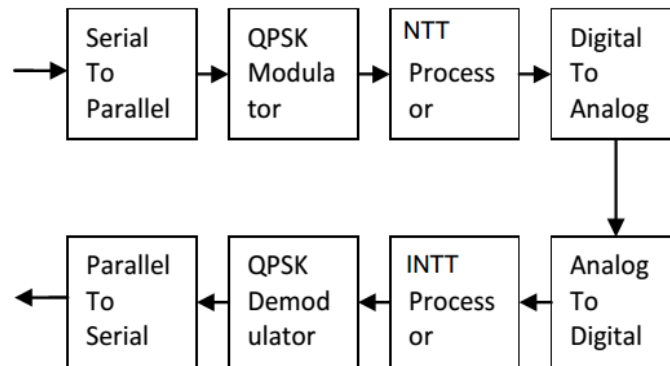 Serial
To
Parallel
QPSK
Modula
tor
NTT
Process
or
Digital
To
Analog
Parallel
To
Serial
QPSK
Demod
ulator
INTT
Process
or
Analog
To
Digital